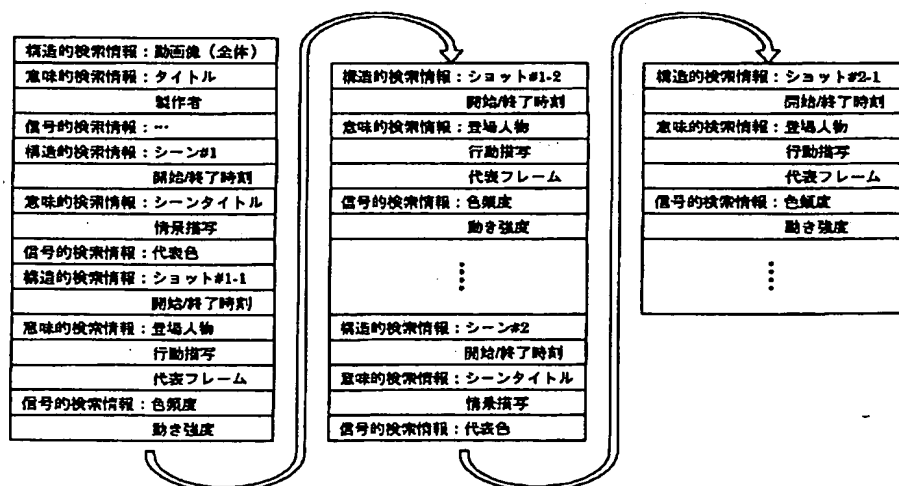 構造的検索情報：動画像（全体）
意味的検索情報：タイトル
製作者
信号的検索情報：…
構造的検索情報：シーン#1
開始/終了時刻
意味的検索情報：シーンタイトル
情景描写
信号的検索情報：代表色
構造的検索情報：ショット#1-1
開始/終了時刻
意味的検索情報：登場人物
行動描写
代表フレーム
信号的検索情報：色頻度
動き強度
構造的検索情報：ショット#1-2
開始/終了時刻
意味的検索情報：登場人物
行動描写
代表フレーム
信号的検索情報：色頻度
動き強度
構造的検索情報：シーン#2
開始/終了時刻
意味的検索情報：シーンタイトル
情景描写
信号的検索情報：代表色
構造的検索情報：ショット#2-1
開始/終了時刻
意味的検索情報：登場人物
行動描写
代表フレーム
信号的検索情報：色頻度
動き強度